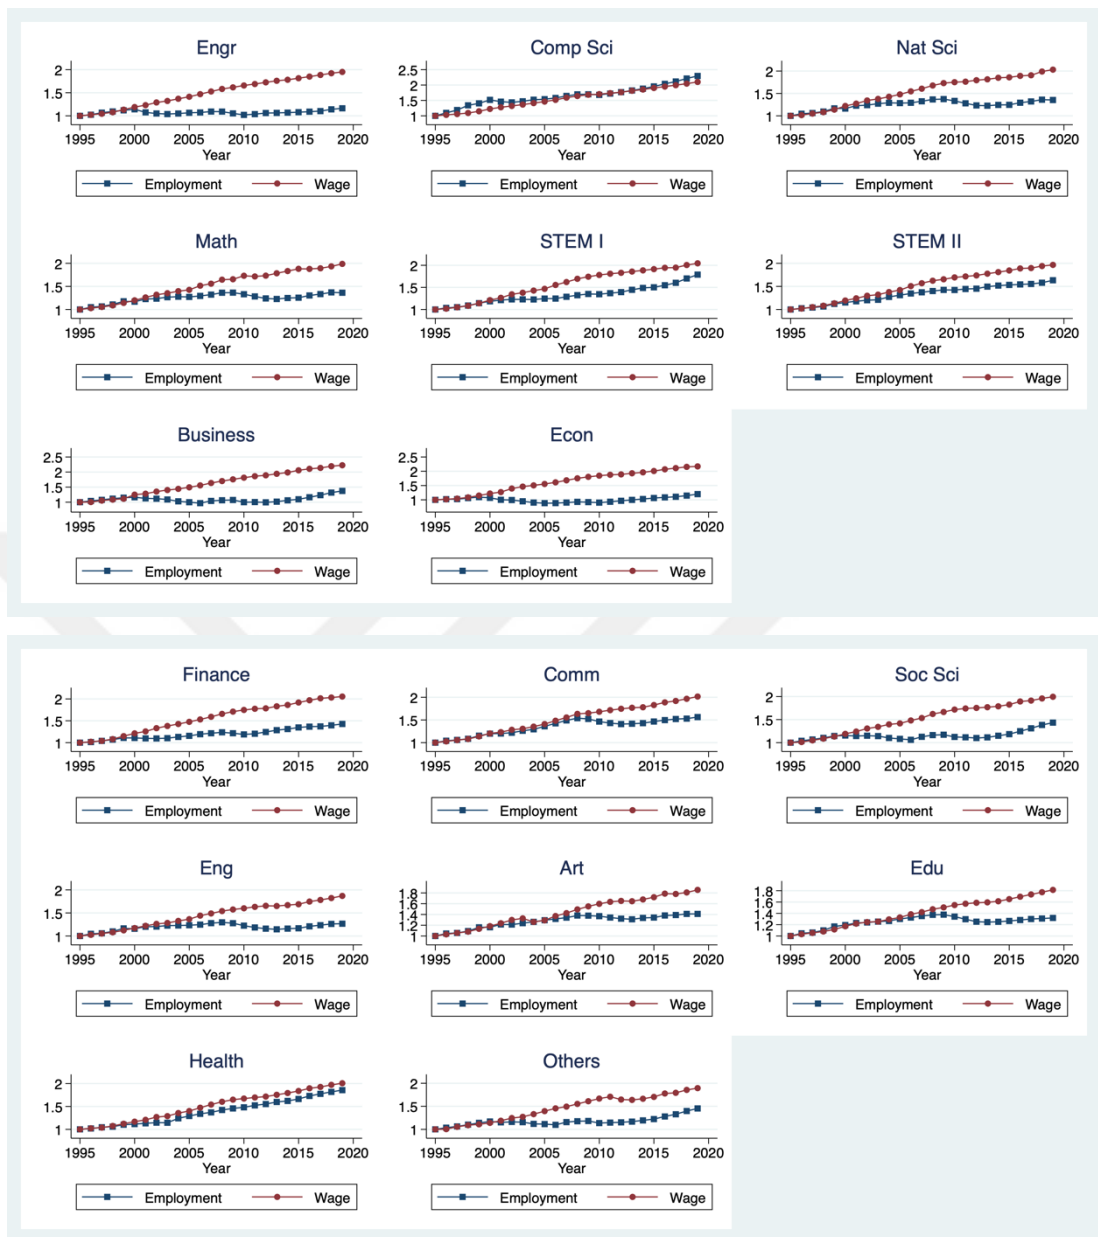 Engr Comp Sci Nat Sci
2 2.5 2
1.5 2 1.5
1 1.5 1
1
1995 2000 2005 2010 2015 2020 1995 2000 2005 2010 2015 2020 1995 2000 2005 2010 2015 2020
Year Year Year
Employment Wage Employment Wage Employment Wage
Math STEM I STEM II
2 2 2
1.5 1.5 1.5
1 1 1
1995 2000 2005 2010 2015 2020 1995 2000 2005 2010 2015 2020 1995 2000 2005 2010 2015 2020
Year Year Year
Employment Wage Employment Wage Employment Wage
Business Econ
2.5 2.5
2 2
1.5 1.5
1 1
1995 2000 2005 2010 2015 2020 1995 2000 2005 2010 2015 2020
Year Year
Employment Wage Employment Wage
Finance Comm Soc Sci
2 2 2
1.5 1.5 1.5
1 1 1
1995 2000 2005 2010 2015 2020 1995 2000 2005 2010 2015 2020 1995 2000 2005 2010 2015 2020
Year Year Year
Employment Wage Employment Wage Employment Wage
Eng Art Edu
2 1.8 1.8
1.5 1.6 1.6
1 1.4 1.4
1.2 1.2
1 1
1995 2000 2005 2010 2015 2020 1995 2000 2005 2010 2015 2020 1995 2000 2005 2010 2015 2020
Year Year Year
Employment Wage Employment Wage Employment Wage
Health Others
2 2
1.5 1.5
1 1
1995 2000 2005 2010 2015 2020 1995 2000 2005 2010 2015 2020
Year Year
Employment Wage Employment Wage